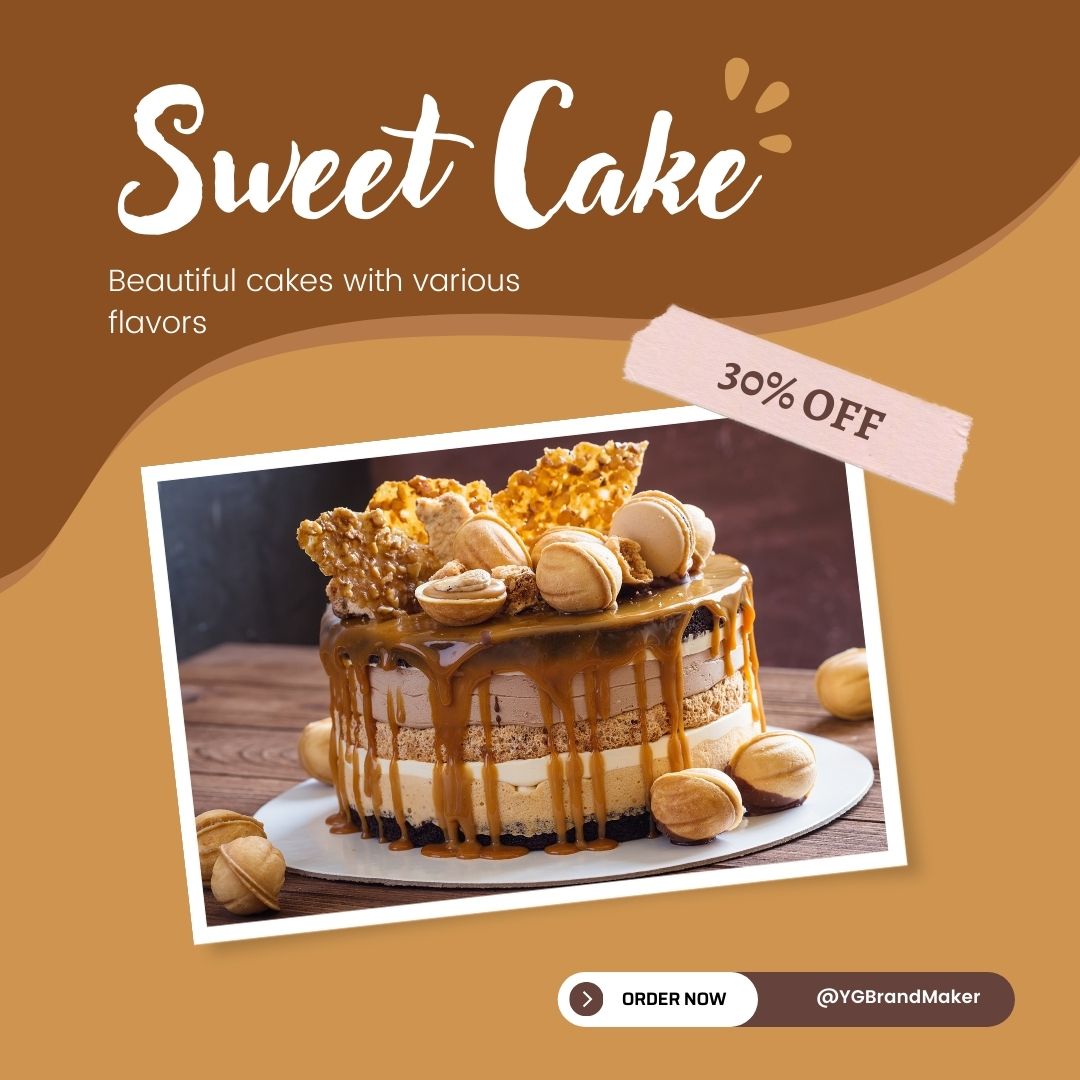 Sweet Cake
Beautiful cakes with various
flavors
30% OFF
ORDER NOW
@YGBrandMaker